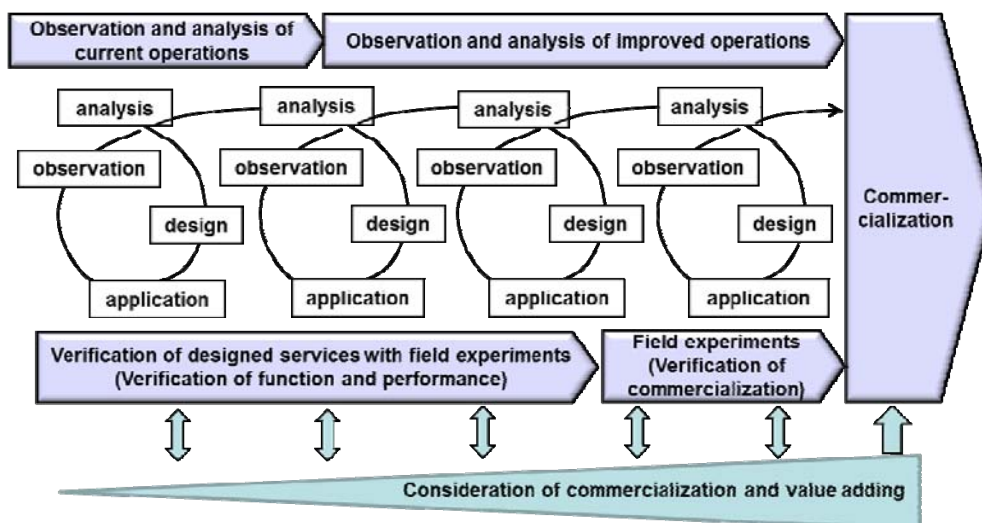 Observation and analysis of
current operations
Observation and analysis of improved operations
analysis
analysis
analysis
analysis
observation
observation
observation
observation
design
design
design
design
application
application
application
application
Commer-
cialization
Verification of designed services with field experiments
(Verification of function and performance)
Field experiments
(Verification of
commercialization)
Consideration of commercialization and value adding